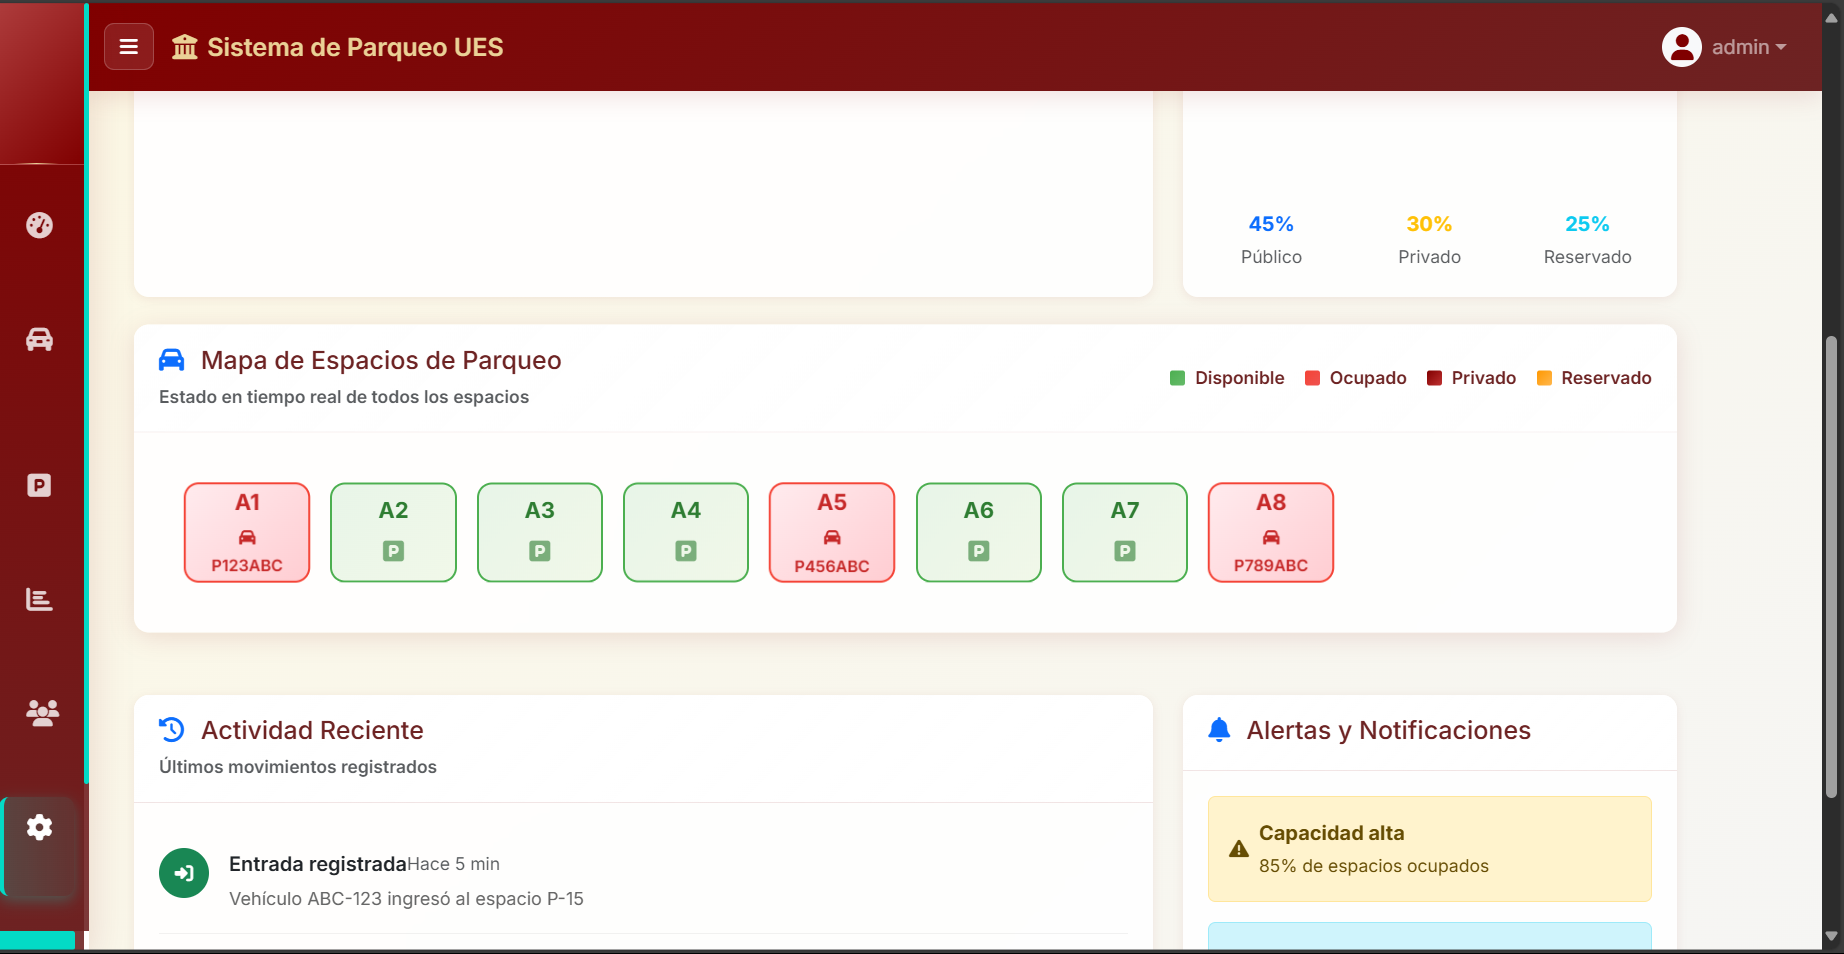 Sistema de Parqueo UES
admin
45%
30%
25%
Público
Privado
Reservado
Mapa de Espacios de Parqueo
Estado en tiempo real de todos los espacios
Disponible
Ocupado
Privado
Reservado
A1
P123ABC
A2
P
A3
P
A4
P
A5
P456ABC
A6
P
A7
P
A8
P789ABC
Actividad Reciente
Últimos movimientos registrados
Entrada registradaHace 5 min
Vehículo ABC-123 ingresó al espacio P-15
Alertas y Notificaciones
Capacidad alta
85% de espacios ocupados
P